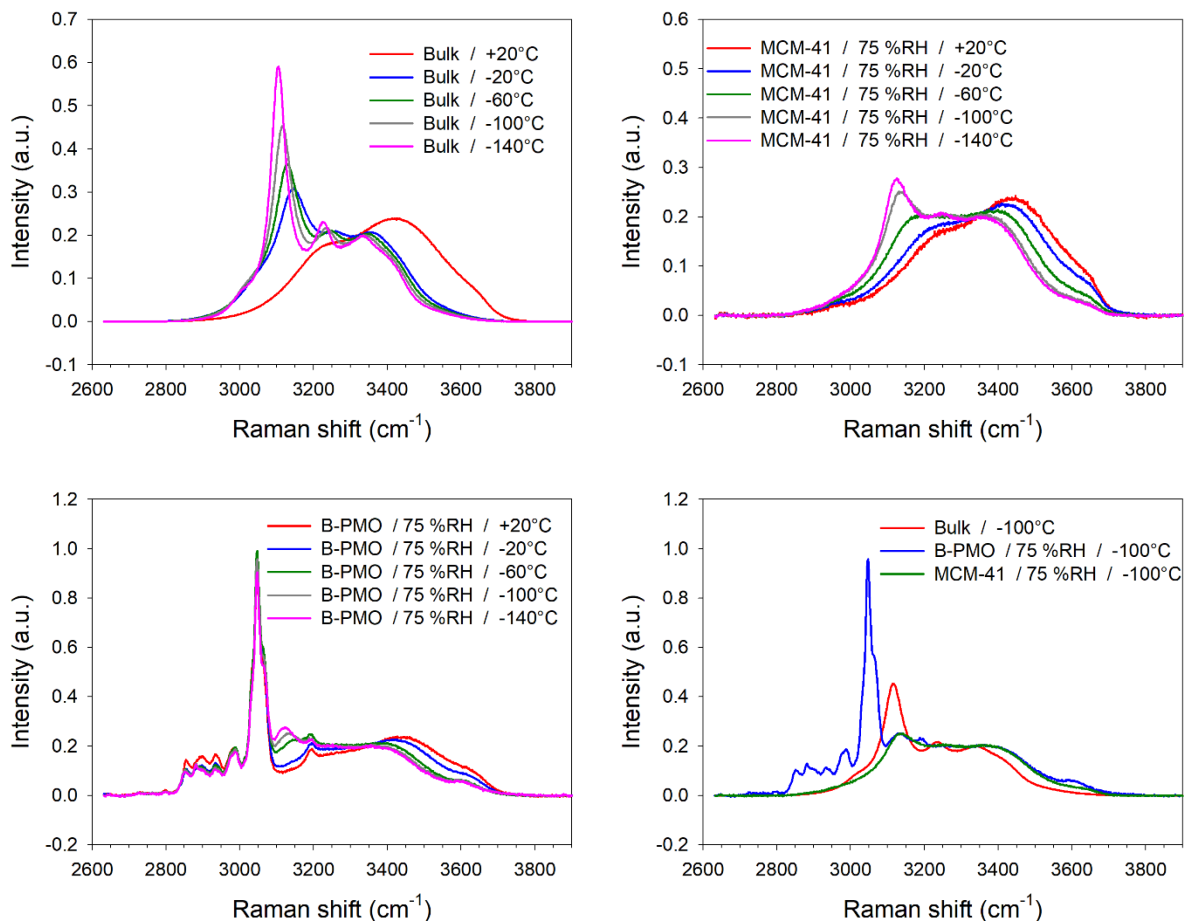 0.7
0.6
0.5
0.4
0.3
0.2
0.1
0.0
-0.1
Intensity (a.u.)
Bulk / +20°C
Bulk / -20°C
Bulk / -60°C
Bulk / -100°C
Bulk / -140°C
2600 2800 3000 3200 3400 3600 3800
Raman shift (cm-1)
0.6
0.5
0.4
0.3
0.2
0.1
0.0
-0.1
Intensity (a.u.)
MCM-41 / 75 %RH / +20°C
MCM-41 / 75 %RH / -20°C
MCM-41 / 75 %RH / -60°C
MCM-41 / 75 %RH / -100°C
MCM-41 / 75 %RH / -140°C
2600 2800 3000 3200 3400 3600 3800
Raman shift (cm-1)
1.2
1.0
0.8
0.6
0.4
0.2
0.0
-0.2
Intensity (a.u.)
B-PMO / 75 %RH / +20°C
B-PMO / 75 %RH / -20°C
B-PMO / 75 %RH / -60°C
B-PMO / 75 %RH / -100°C
B-PMO / 75 %RH / -140°C
2600 2800 3000 3200 3400 3600 3800
Raman shift (cm-1)
1.2
1.0
0.8
0.6
0.4
0.2
0.0
-0.2
Intensity (a.u.)
Bulk / -100°C
B-PMO / 75 %RH / -100°C
MCM-41 / 75 %RH / -100°C
2600 2800 3000 3200 3400 3600 3800
Raman shift (cm-1)